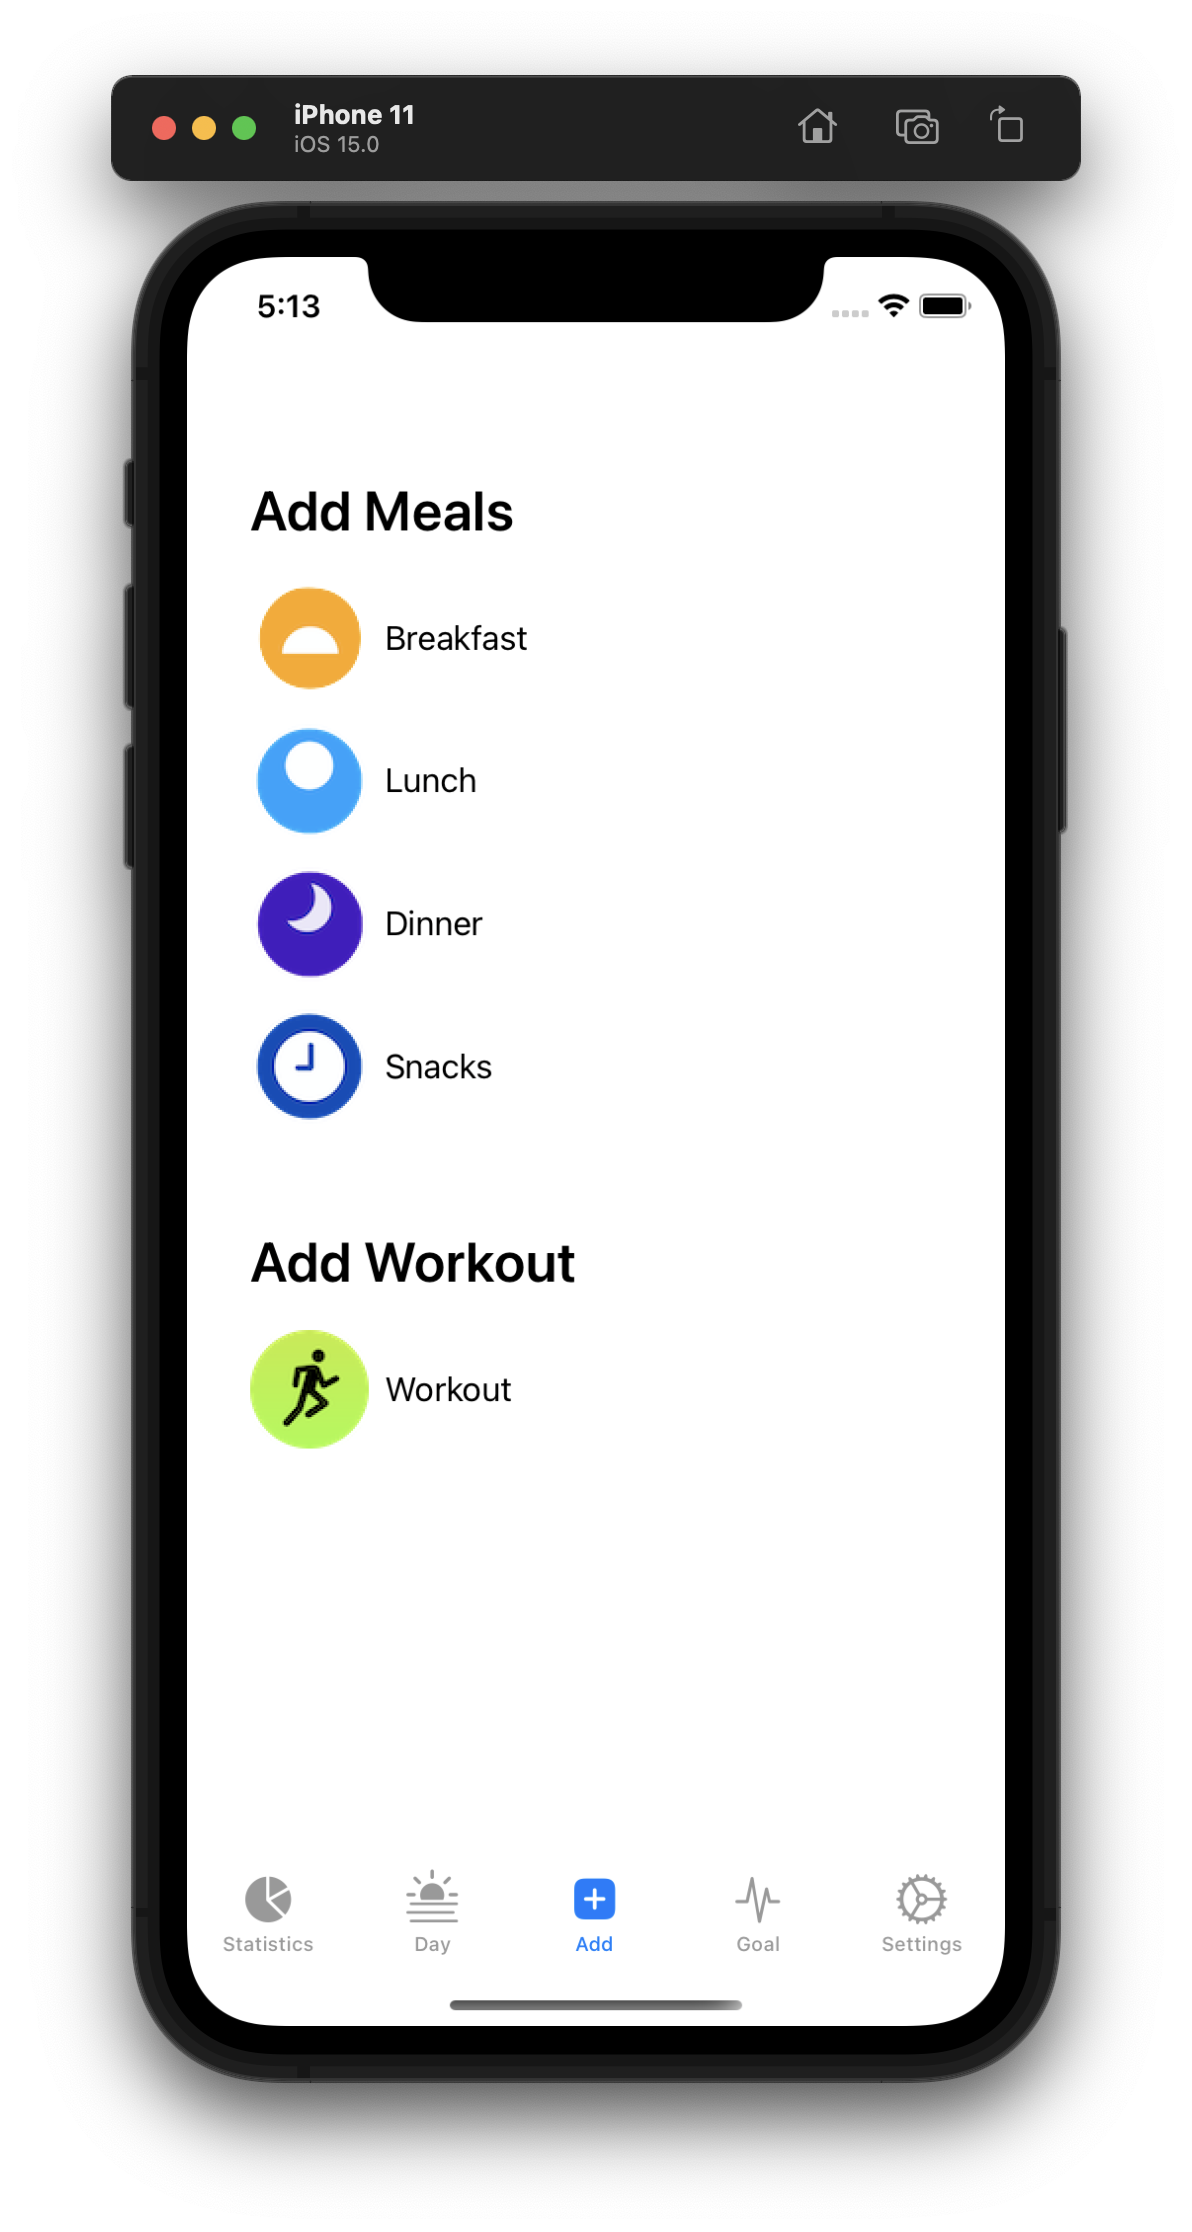 iPhone 11
iOS 15.0
5:13
Add Meals
Breakfast
Lunch
Dinner
Snacks
Add Workout
Workout
Statistics
Day
Add
Goal
Settings